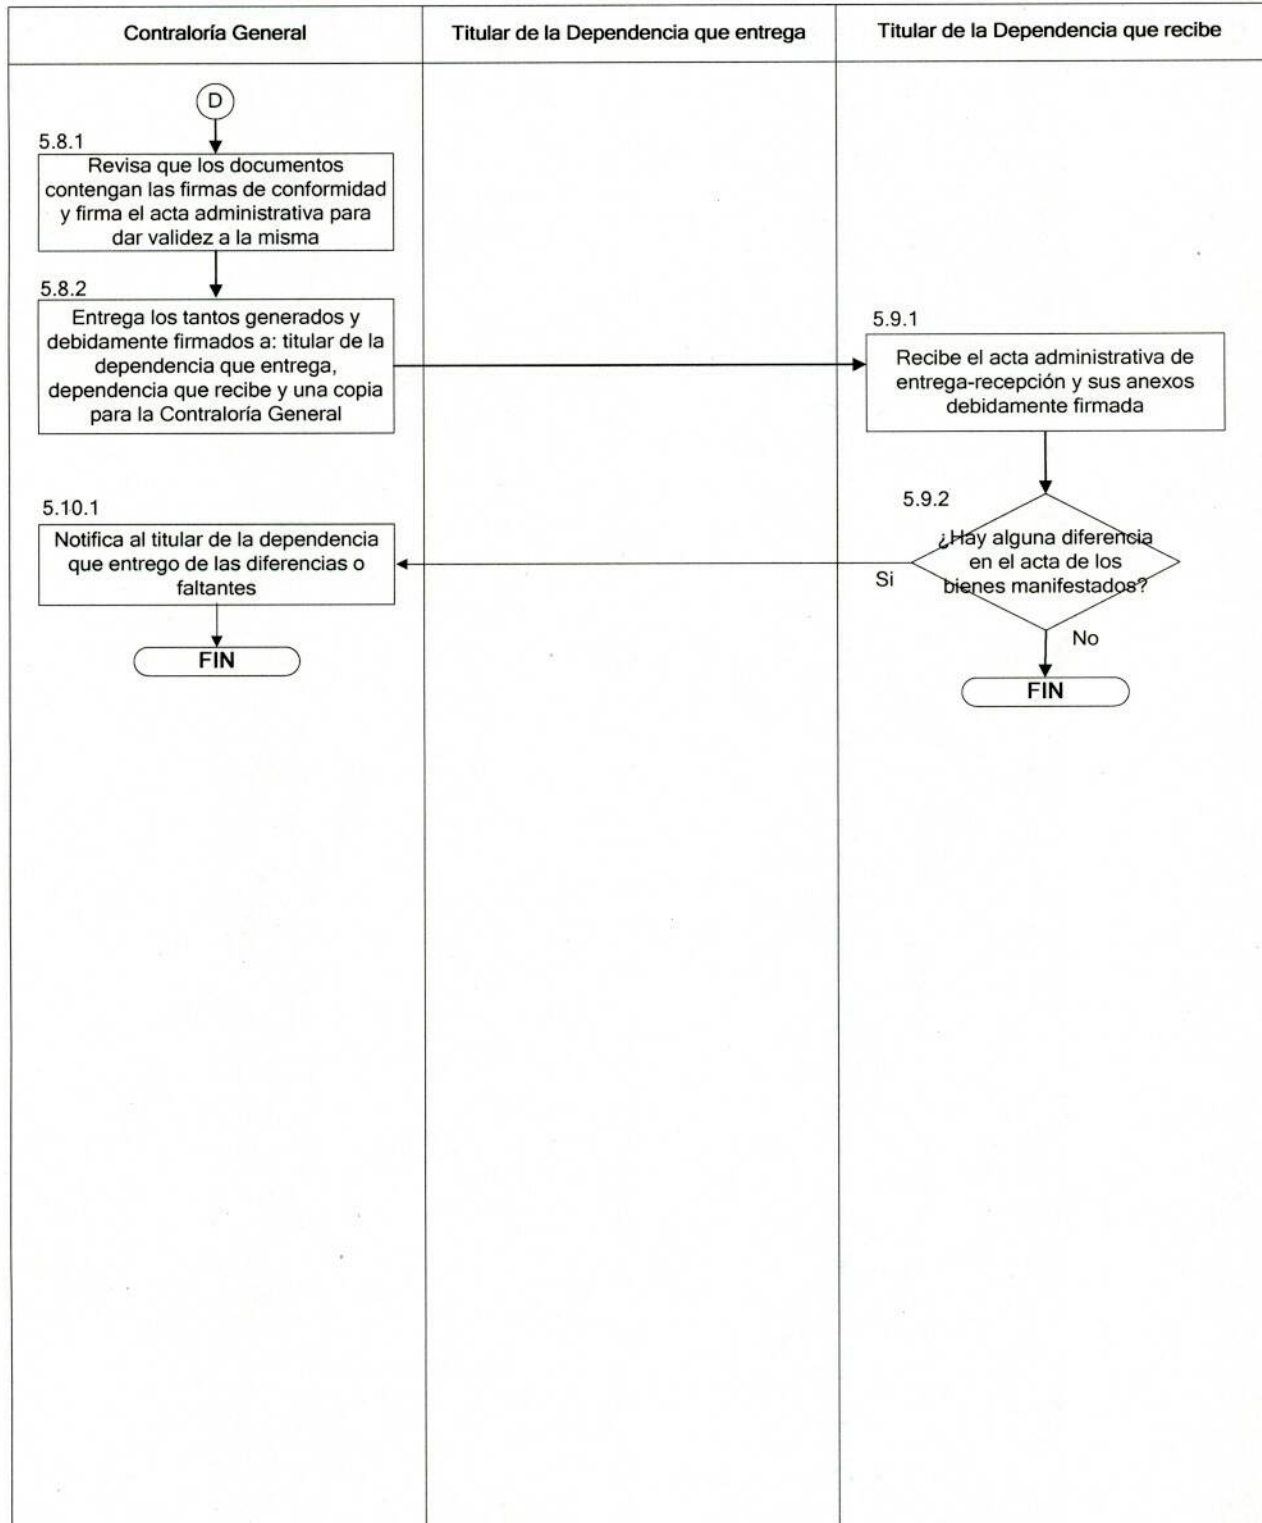 Contraloría General
Titular de la Dependencia que entrega
Titular de la Dependencia que recibe
D
5.8.1
Revisa que los documentos
contengan las firmas de conformidad
y firma el acta administrativa para
dar validez a la misma
5.8.2
Entrega los tantos generados y
debidamente firmados a: titular de la
dependencia que entrega,
dependencia que recibe y una copia
para la Contraloría General
5.9.1
Recibe el acta administrativa de
entrega-recepción y sus anexos
debidamente firmada
5.9.2
¿Hay alguna diferencia
en el acta de los
bienes manifestados?
Si
No
FIN
5.10.1
Notifica al titular de la dependencia
que entrego de las diferencias o
faltantes
FIN